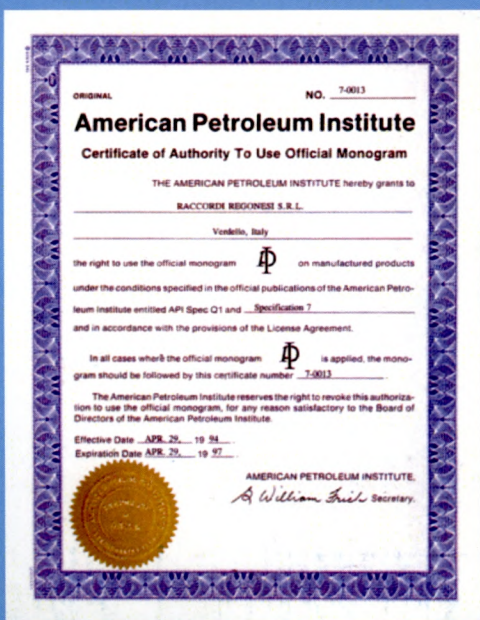 ORIGINAL
NO. 7-0013
American Petroleum Institute
Certificate of Authority To Use Official Monogram
THE AMERICAN PETROLEUM INSTITUTE hereby grants to
RACCORDI REGONESI S.R.L.
Verdello, Italy
the right to use the official monogram API on manufactured products
under the conditions specified in the official publications of the American Petro-
leum Institute entitled API Spec Q1 and Specification 7
and in accordance with the provisions of the License Agreement.
In all cases where the official monogram API is applied, the mono-
gram should be followed by this certificate number 7-0013
The American Petroleum Institute reserves the right to revoke this authoriza-
tion to use the official monogram, for any reason satisfactory to the Board of
Directors of the American Petroleum Institute.
Effective Date APR. 29, 19 94
Expiration Date APR. 29, 19 97
AMERICAN PETROLEUM INSTITUTE,
William Secretary.